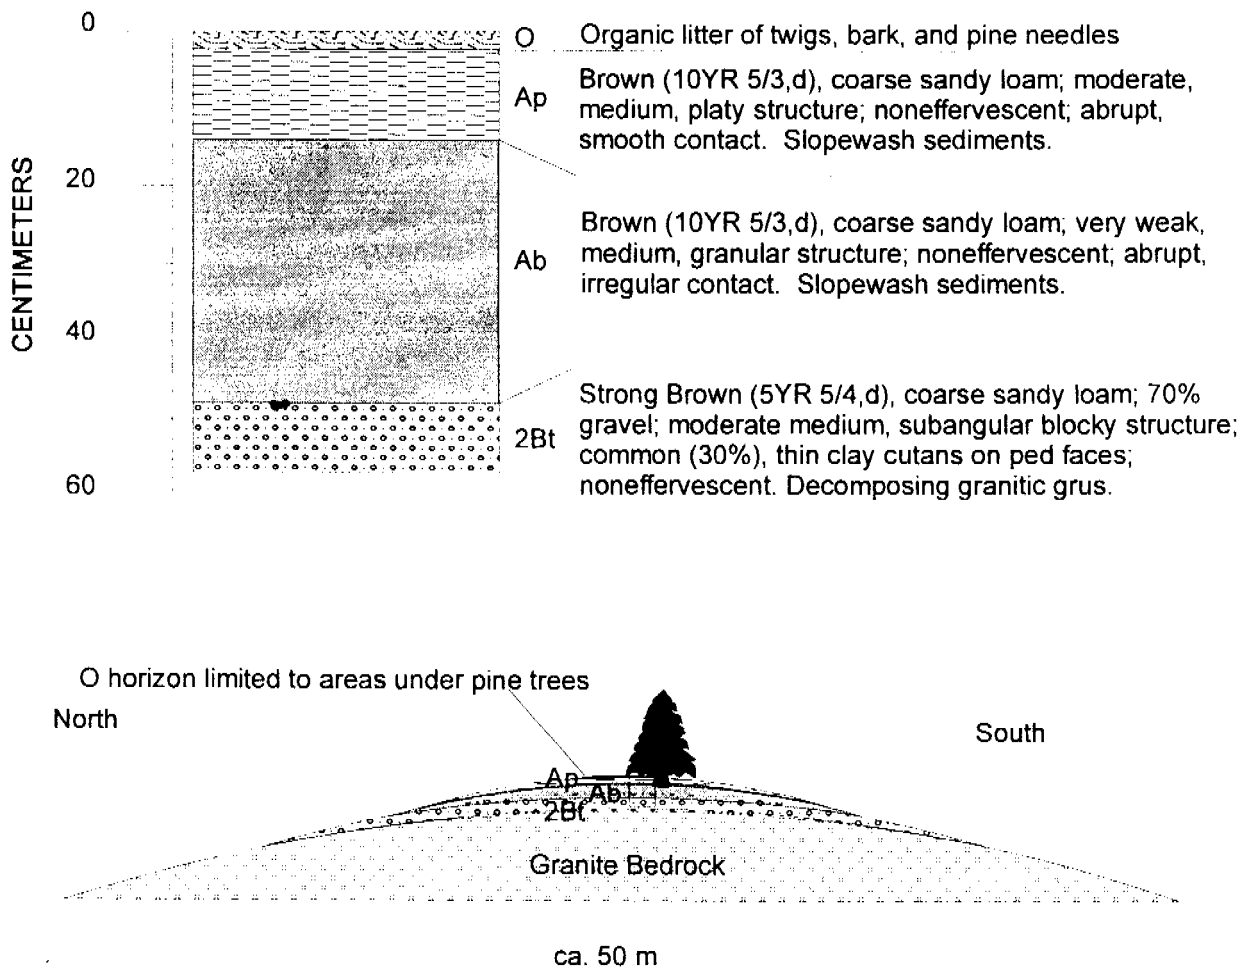 0
O
Organic litter of twigs, bark, and pine needles
Ap
Brown (10YR 5/3,d), coarse sandy loam; moderate,
medium, platy structure; noneffervescent; abrupt,
smooth contact. Slopewash sediments.
CENTIMETERS
20
Ab
Brown (10YR 5/3,d), coarse sandy loam; very weak,
medium, granular structure; noneffervescent; abrupt,
irregular contact. Slopewash sediments.
40
2Bt
Strong Brown (5YR 5/4,d), coarse sandy loam; 70%
gravel; moderate medium, subangular blocky structure;
common (30%), thin clay cutans on ped faces;
noneffervescent. Decomposing granitic grus.
60
O horizon limited to areas under pine trees
North
South
Ap
Ab
2Bt
Granite Bedrock
ca. 50 m